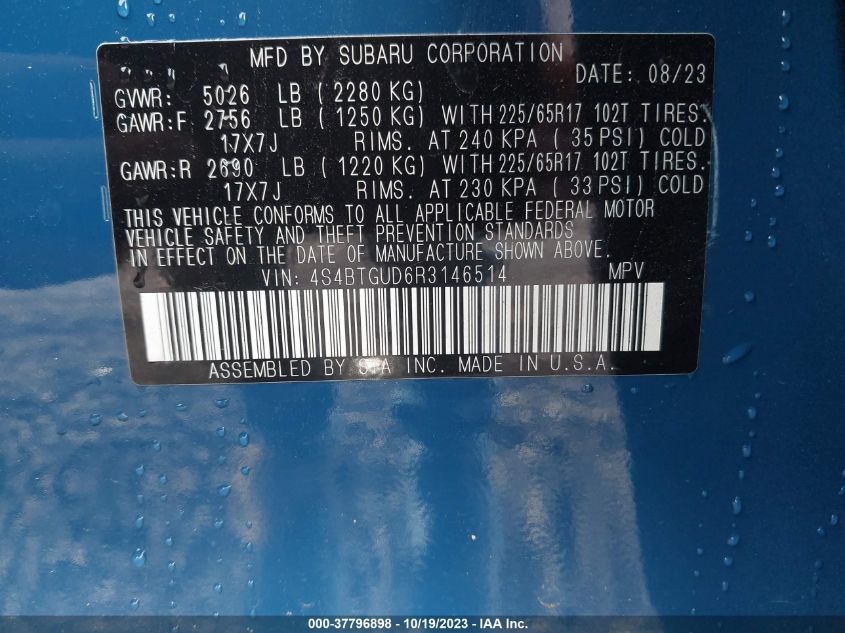 MFD BY SUBARU CORPORATION
DATE: 08/23
GVWR: 5026 LB ( 2280 KG)
GAWR:F 2756 LB ( 1250 KG) WITH 225/65R17 102T TIRES.
17X7J RIMS. AT 240 KPA ( 35 PSI) COLD
GAWR:R 2690 LB ( 1220 KG) WITH 225/65R17 102T TIRES.
17X7J RIMS. AT 230 KPA ( 33 PSI) COLD
THIS VEHICLE CONFORMS TO ALL APPLICABLE FEDERAL MOTOR
VEHICLE SAFETY AND THEFT PREVENTION STANDARDS
IN EFFECT ON THE DATE OF MANUFACTURE SHOWN ABOVE.
VIN: 4S4BTGUD6R3146514 MPV
ASSEMBLED BY SIA INC. MADE IN U.S.A.
000-37796898 - 10/19/2023 - IAA Inc.